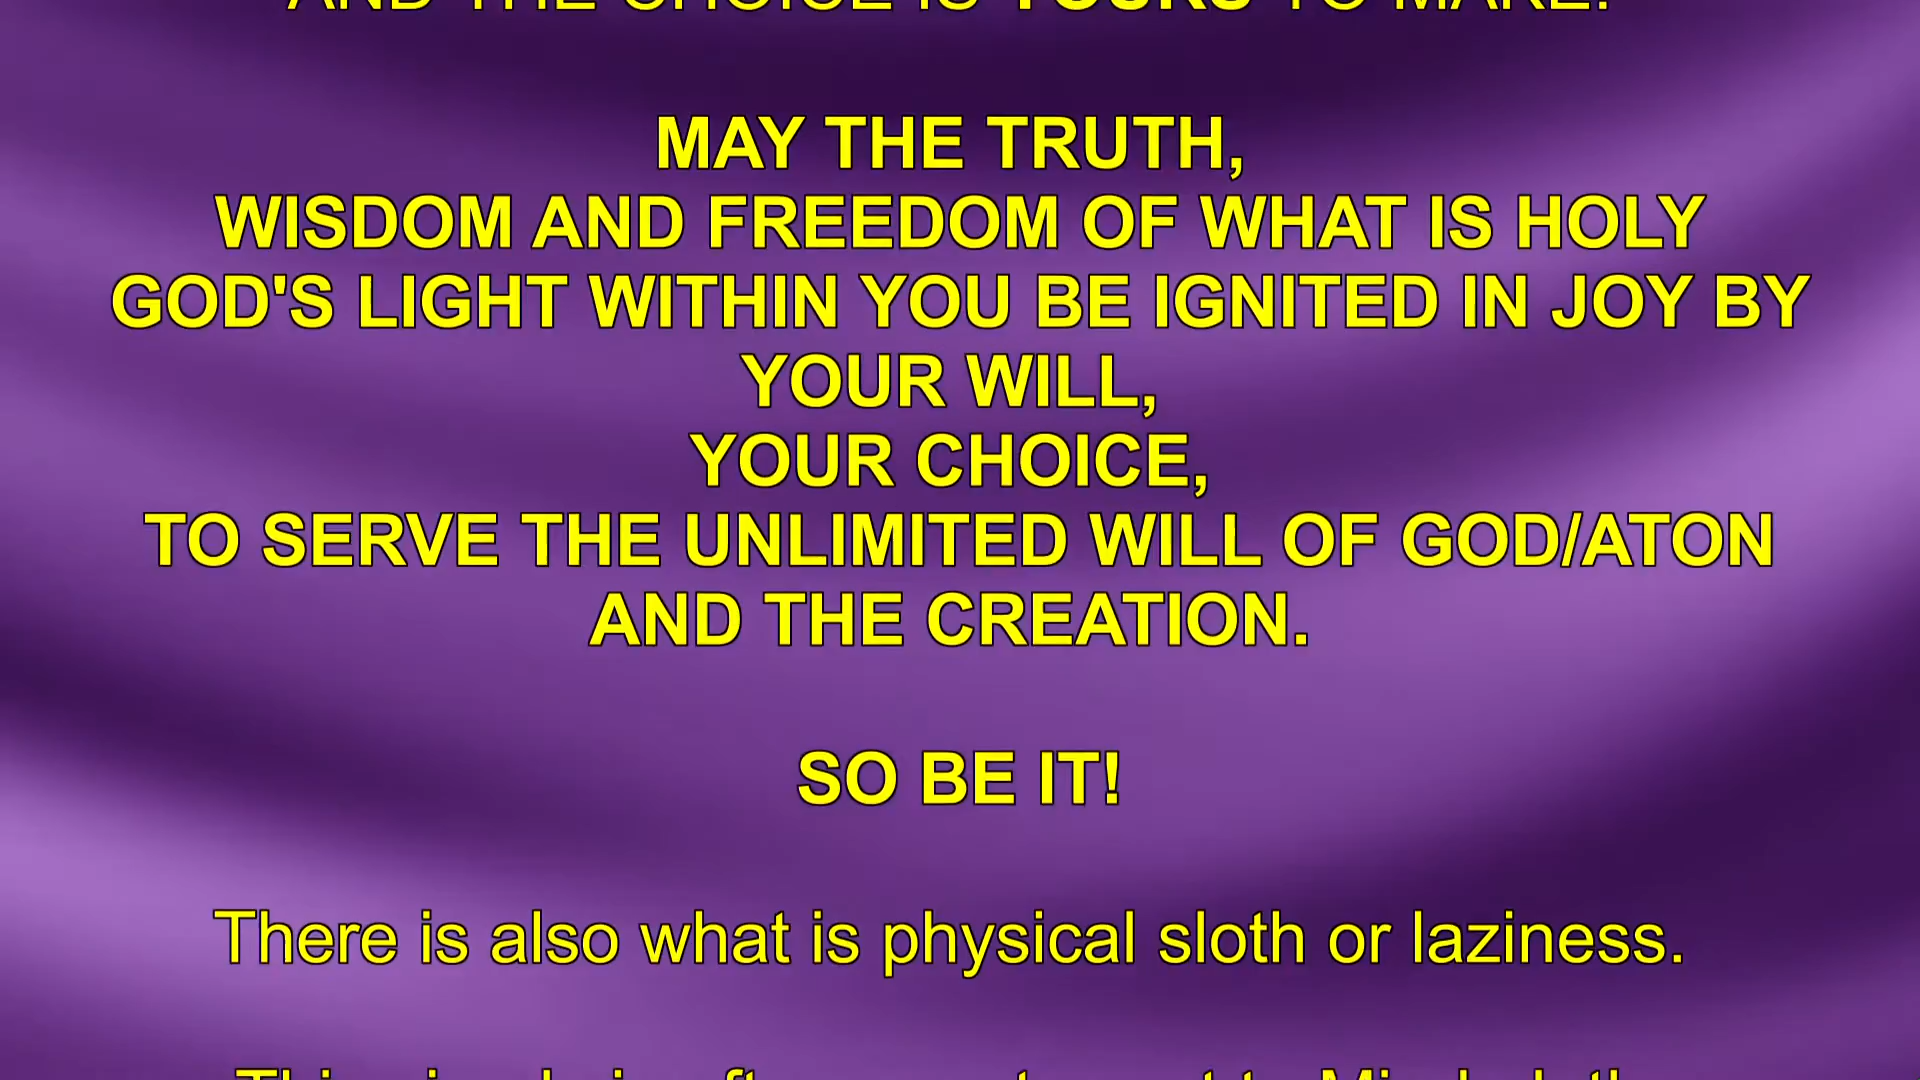 AND THE CHOICE IS YOURS TO MAKE!
MAY THE TRUTH,
WISDOM AND FREEDOM OF WHAT IS HOLY
GOD'S LIGHT WITHIN YOU BE IGNITED IN JOY BY
YOUR WILL,
YOUR CHOICE,
TO SERVE THE UNLIMITED WILL OF GOD/ATON
AND THE CREATION.
SO BE IT!
There is also what is physical sloth or laziness.